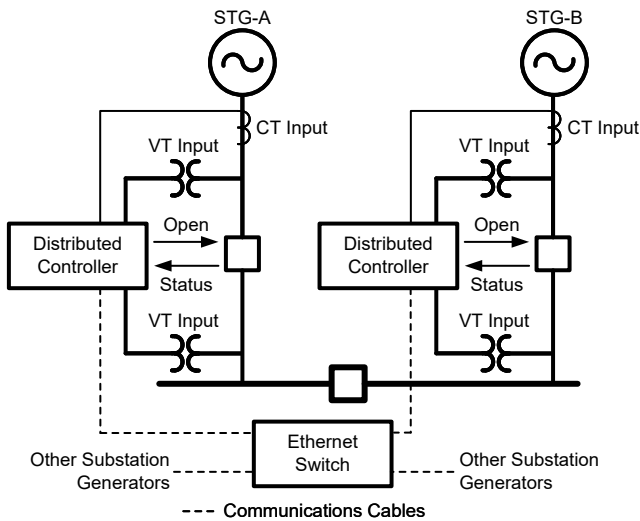 STG-A
STG-B
CT Input
CT Input
VT Input
VT Input
Distributed
Controller
Open
Status
Distributed
Controller
Open
Status
VT Input
VT Input
Ethernet
Switch
Other Substation
Generators
Other Substation
Generators
Communications Cables